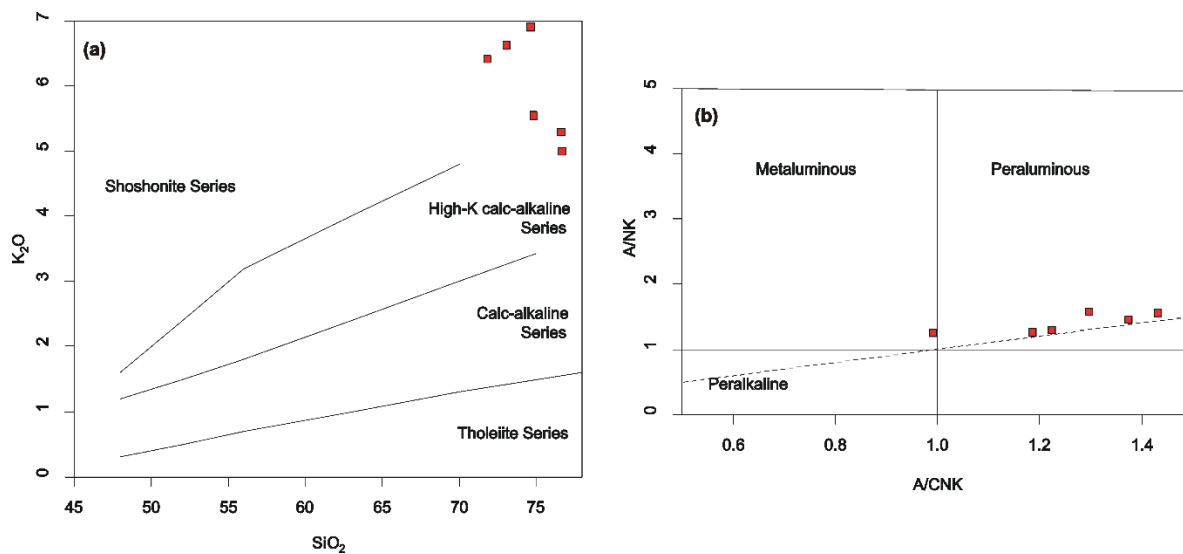 (a)
7
6
5
4
3
2
1
0
K₂O
Shoshonite Series
High-K calc-alkaline
Series
Calc-alkaline
Series
Tholeiite Series
45
50
55
60
65
70
75
SiO₂
(b)
5
4
3
2
1
0
A/NK
Metaluminous
Peraluminous
Peralkaline
0.6
0.8
1.0
1.2
1.4
A/CNK